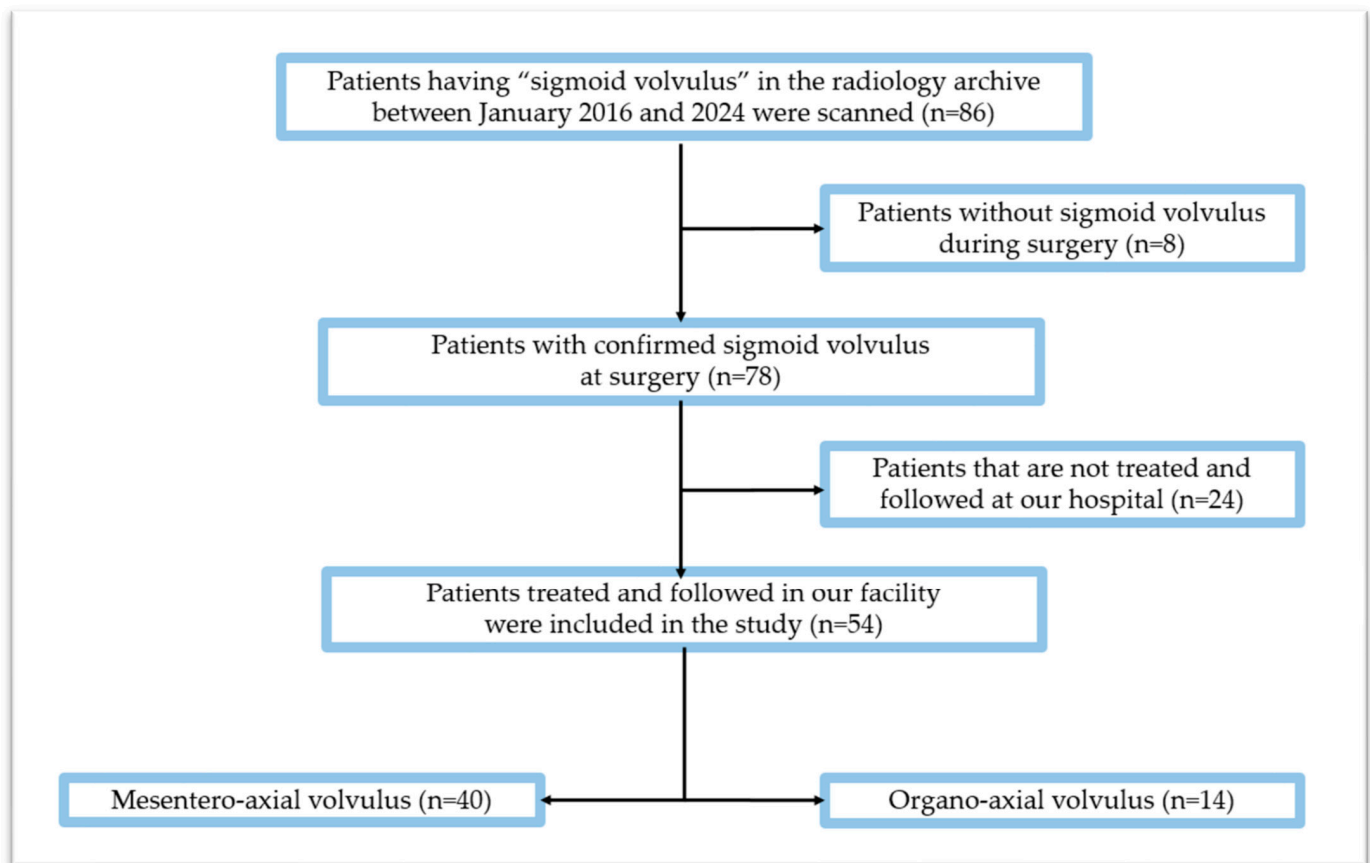 Patients having “sigmoid volvulus” in the radiology archive
between January 2016 and 2024 were scanned (n=86)
Patients without sigmoid volvulus
during surgery (n=8)
Patients with confirmed sigmoid volvulus
at surgery (n=78)
Patients that are not treated and
followed at our hospital (n=24)
Patients treated and followed in our facility
were included in the study (n=54)
Mesentero-axial volvulus (n=40)
Organo-axial volvulus (n=14)